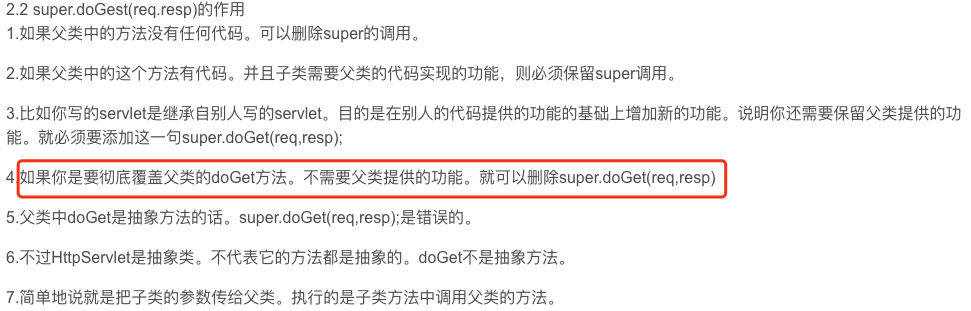 2.2 super.doGest(req.resp)的作用
1.如果父类中的方法没有任何代码。可以删除super的调用。
2.如果父类中的这个方法有代码。并且子类需要父类的代码实现的功能，则必须保留super调用。
3.比如你写的servlet是继承自别人写的servlet。目的是在别人的代码提供的功能的基础上增加新的功能。说明你还需要保留父类提供的功
能。就必须要添加这一句super.doGet(req,resp);
4.如果你是要彻底覆盖父类的doGet方法。不需要父类提供的功能。就可以删除super.doGet(req,resp)
5.父类中doGet是抽象方法的话。super.doGet(req,resp);是错误的。
6.不过HttpServlet是抽象类。不代表它的方法都是抽象的。doGet不是抽象方法。
7.简单地说就是把子类的参数传给父类。执行的是子类方法中调用父类的方法。